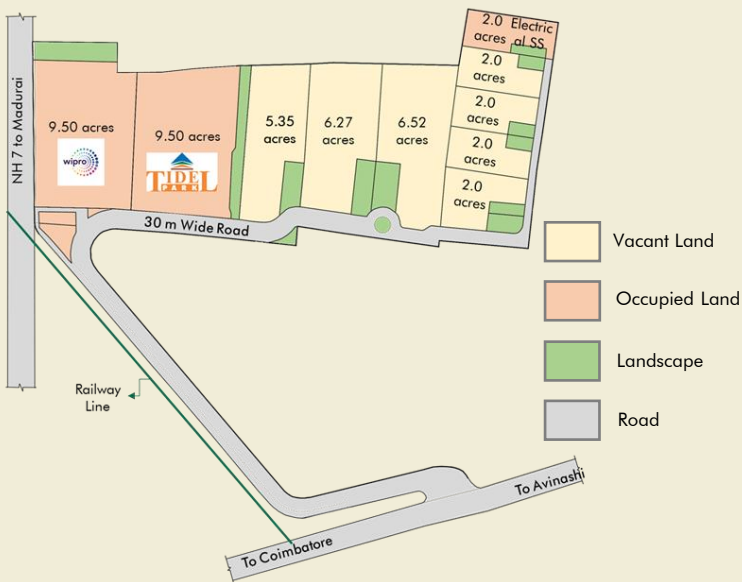 2.0 Electric
acres al SS
2.0
acres
2.0
acres
2.0
acres
2.0
acres
NH 7 to Madurai
9.50 acres
wipro
9.50 acres
TIDEL
PARK
5.35
acres
6.27
acres
6.52
acres
30 m Wide Road
Railway
Line
To Coimbatore
To Avinashi
Vacant Land
Occupied Land
Landscape
Road